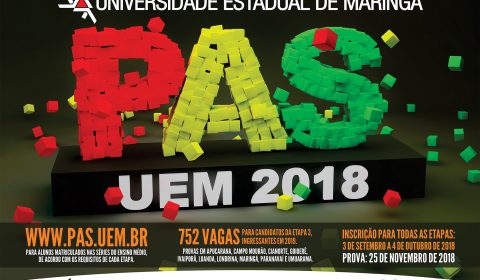 UNIVERSIDADE ESTADUAL DE MARINGÁ
PAS
UEM 2018
WWW.PAS.UEM.BR
PARA ALUNOS MATRICULADOS NAS SÉRIES DO ENSINO MÉDIO,
DE ACORDO COM OS REQUISITOS DE CADA ETAPA.
752 VAGAS PARA CANDIDATOS DA ETAPA 3,
INGRESSANTES EM 2019.
PROVAS EM APUCARANA, CAMPO MOURÃO, CIANORTE, GOIOERÊ,
IVAIPORÃ, LOANDA, LONDRINA, MARINGÁ, PARANAVAÍ E UMUARAMA.
INSCRIÇÃO PARA TODAS AS ETAPAS:
3 DE SETEMBRO A 4 DE OUTUBRO DE 2018
PROVA: 25 DE NOVEMBRO DE 2018